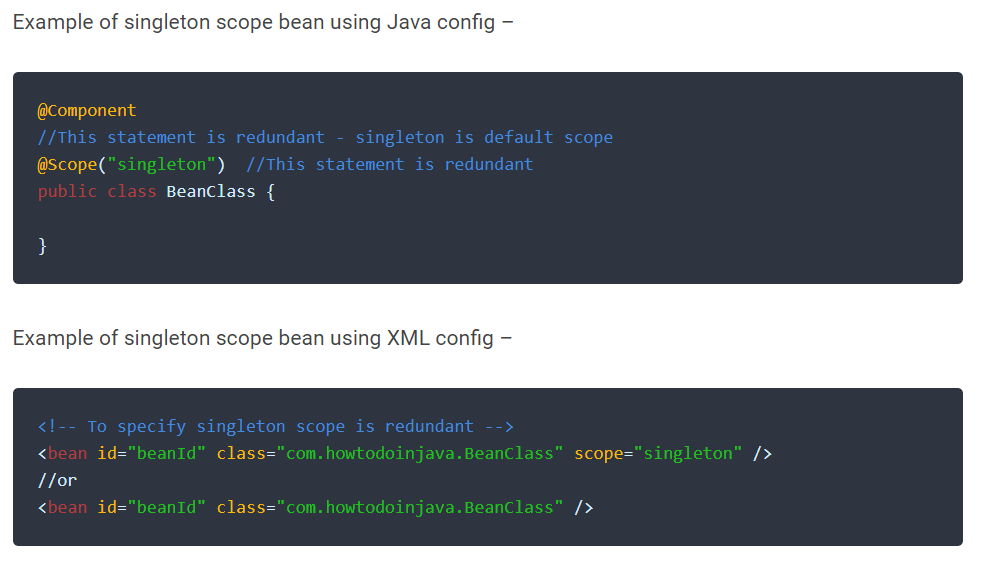 Example of singleton scope bean using Java config –
@Component
//This statement is redundant - singleton is default scope
@Scope("singleton")  //This statement is redundant
public class BeanClass {
}
Example of singleton scope bean using XML config –
<!-- To specify singleton scope is redundant -->
<bean id="beanId" class="com.howtodoinjava.BeanClass" scope="singleton" />
//or
<bean id="beanId" class="com.howtodoinjava.BeanClass" />